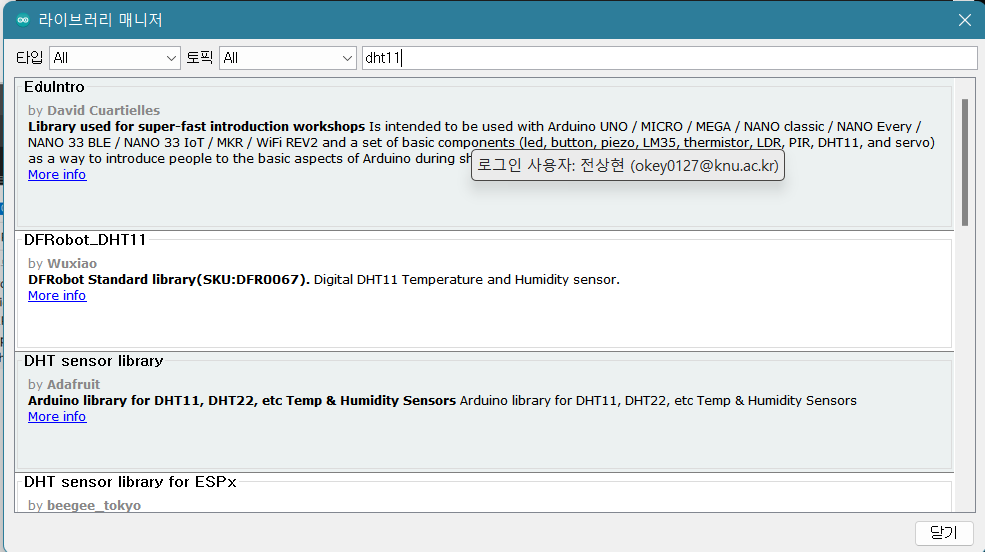 라이브러리 매니저
타입 All 토픽 All dht11
EduIntro
by David Cuartielles
Library used for super-fast introduction workshops Is intended to be used with Arduino UNO / MICRO / MEGA / NANO classic / NANO Every /
NANO 33 BLE / NANO 33 IoT / MKR / WiFi REV2 and a set of basic components (led, button, piezo, LM35, thermistor, LDR, PIR, DHT11, and servo)
as a way to introduce people to the basic aspects of Arduino during
로그인 사용자: 전상현 (okey0127@knu.ac.kr)
More info
DFRobot_DHT11
by Wuxiao
DFRobot Standard library(SKU:DFR0067). Digital DHT11 Temperature and Humidity sensor.
More info
DHT sensor library
by Adafruit
Arduino library for DHT11, DHT22, etc Temp & Humidity Sensors Arduino library for DHT11, DHT22, etc Temp & Humidity Sensors
More info
DHT sensor library for ESPx
by beegee_tokyo
닫기